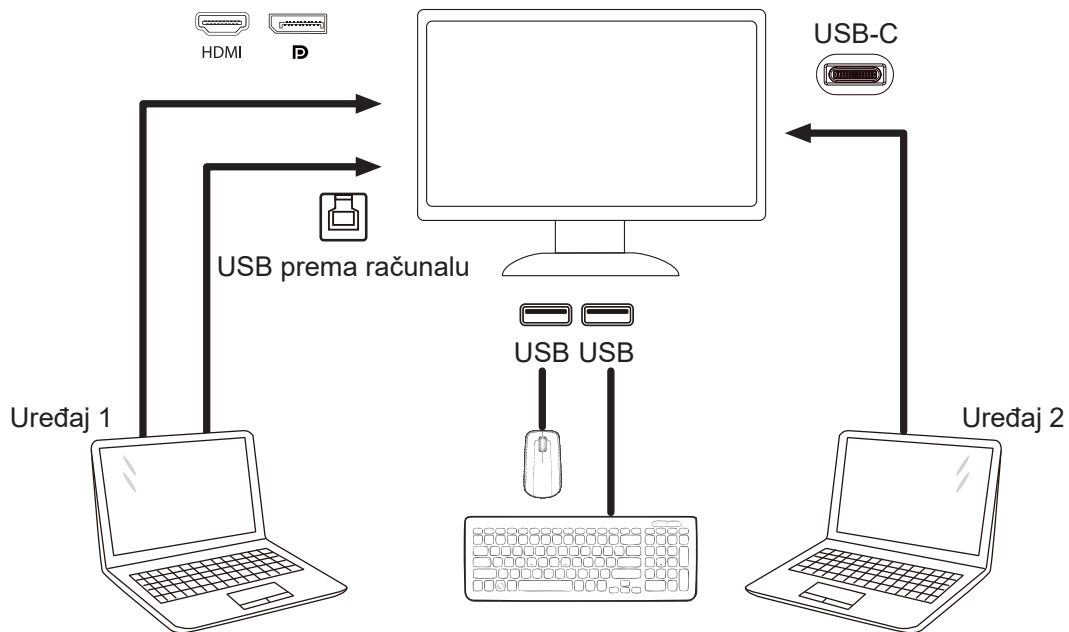 HDMI
USB-C
USB prema računalu
USB USB
Uređaj 1
Uređaj 2